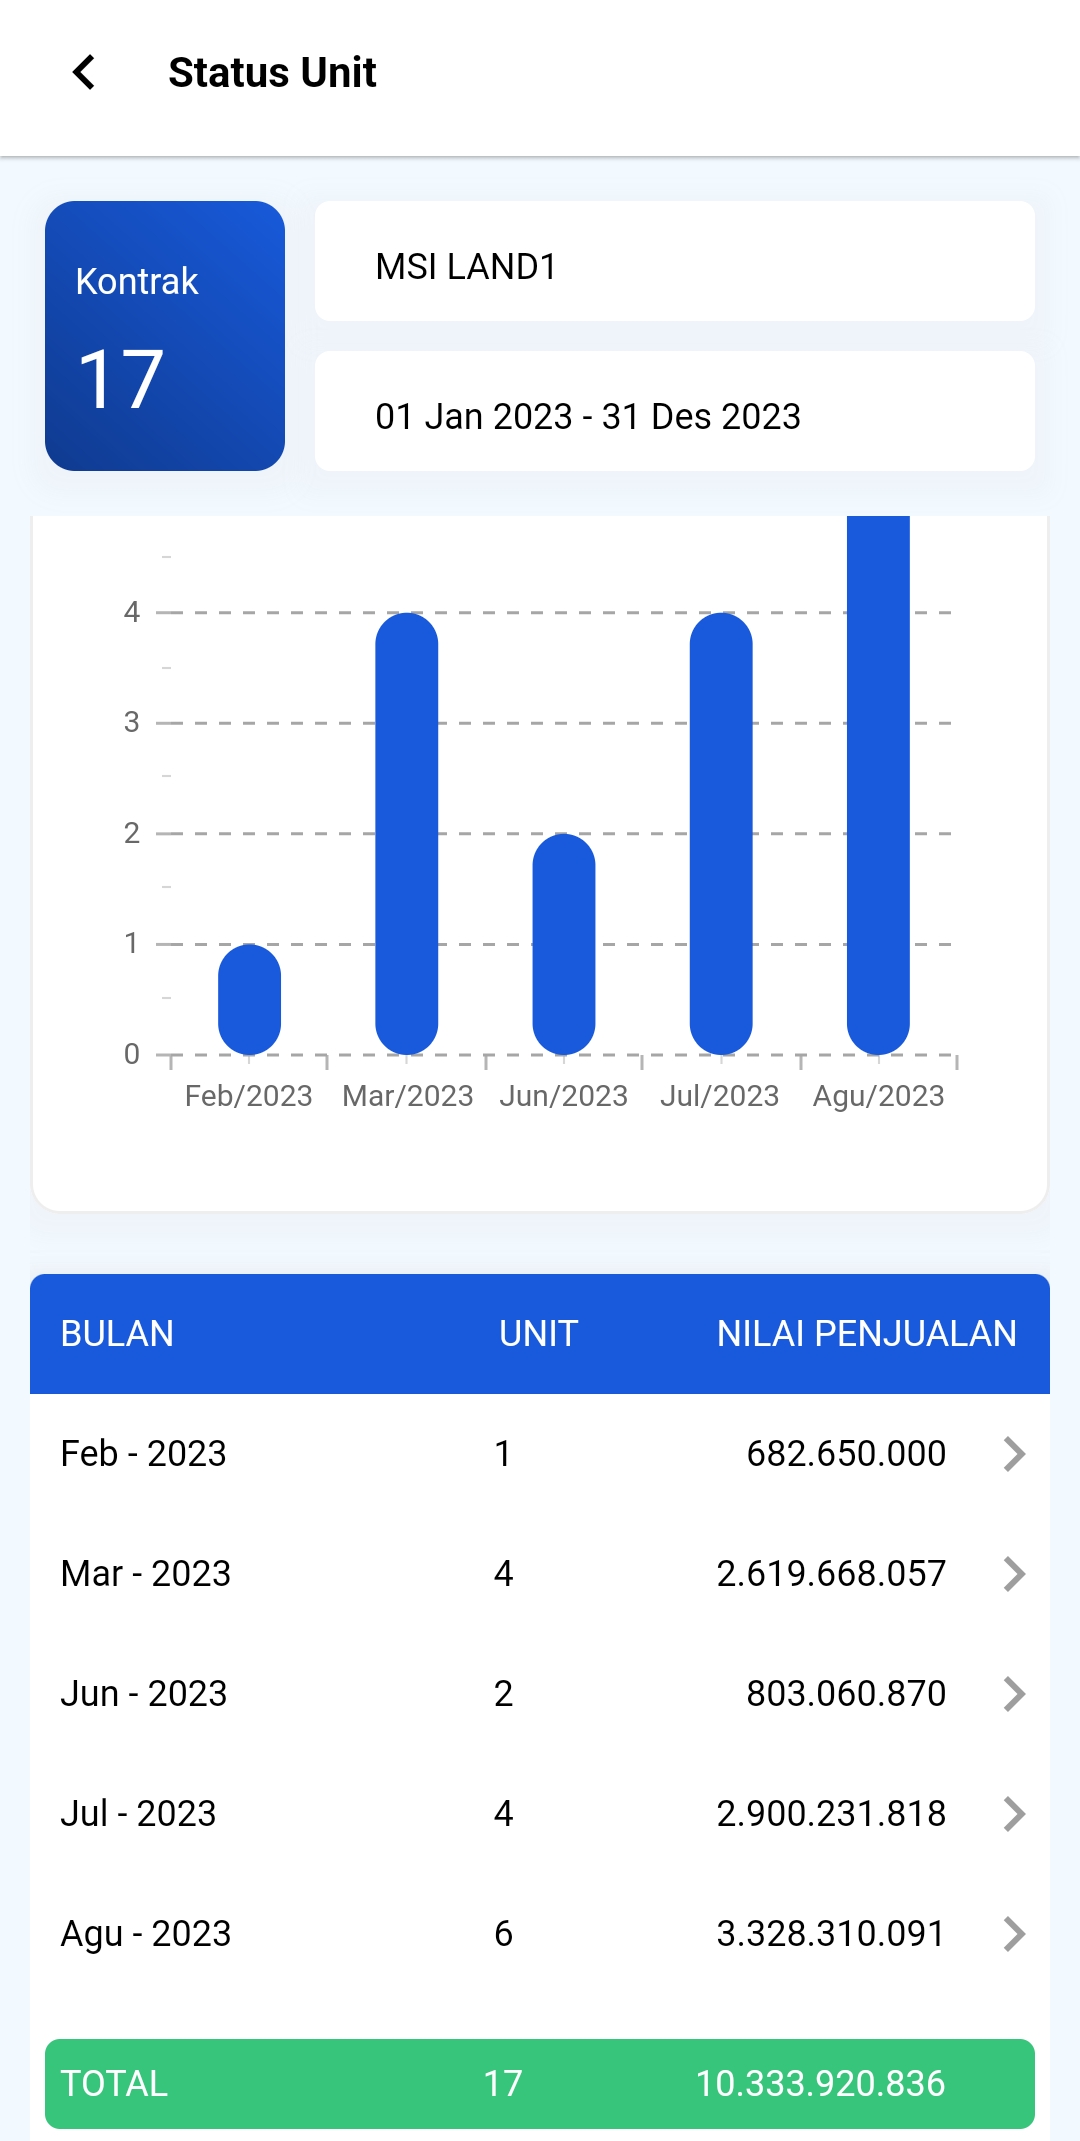 Status Unit
Kontrak
17
MSI LAND1
01 Jan 2023 - 31 Des 2023
4
3
2
1
0
Feb/2023 Mar/2023 Jun/2023 Jul/2023 Agu/2023
BULAN UNIT NILAI PENJUALAN
Feb - 2023 1 682.650.000
Mar - 2023 4 2.619.668.057
Jun - 2023 2 803.060.870
Jul - 2023 4 2.900.231.818
Agu - 2023 6 3.328.310.091
TOTAL 17 10.333.920.836